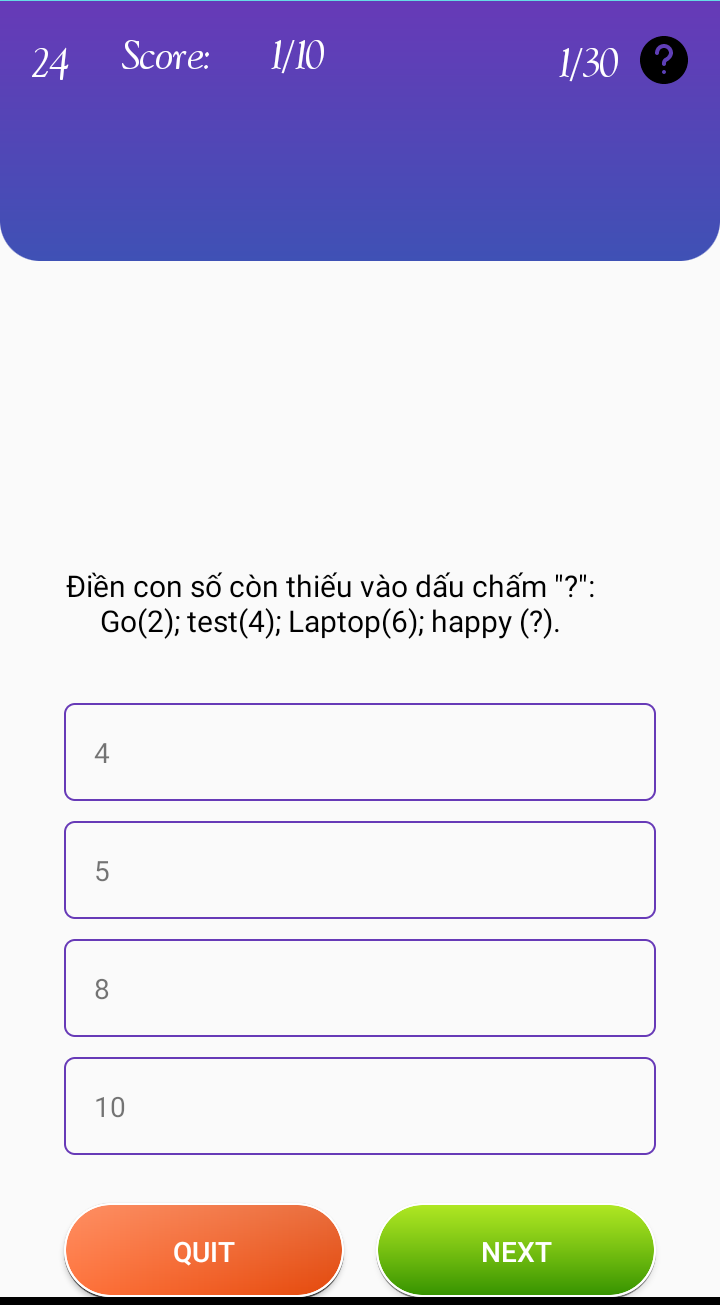 24 Score: 1/10 1/30 ?
Điền con số còn thiếu vào dấu chấm "?":
Go(2); test(4); Laptop(6); happy (?).
4
5
8
10
QUIT NEXT